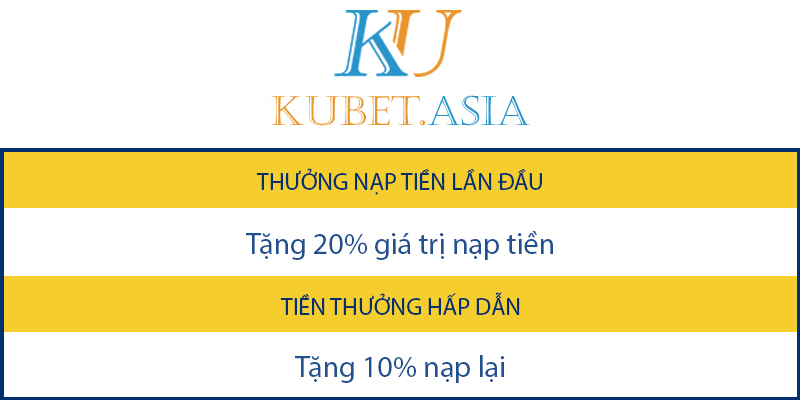 KU
KUBET.ASIA
THƯỞNG NẠP TIỀN LẦN ĐẦU
Tặng 20% giá trị nạp tiền
TIỀN THƯỞNG HẤP DẪN
Tặng 10% nạp lại